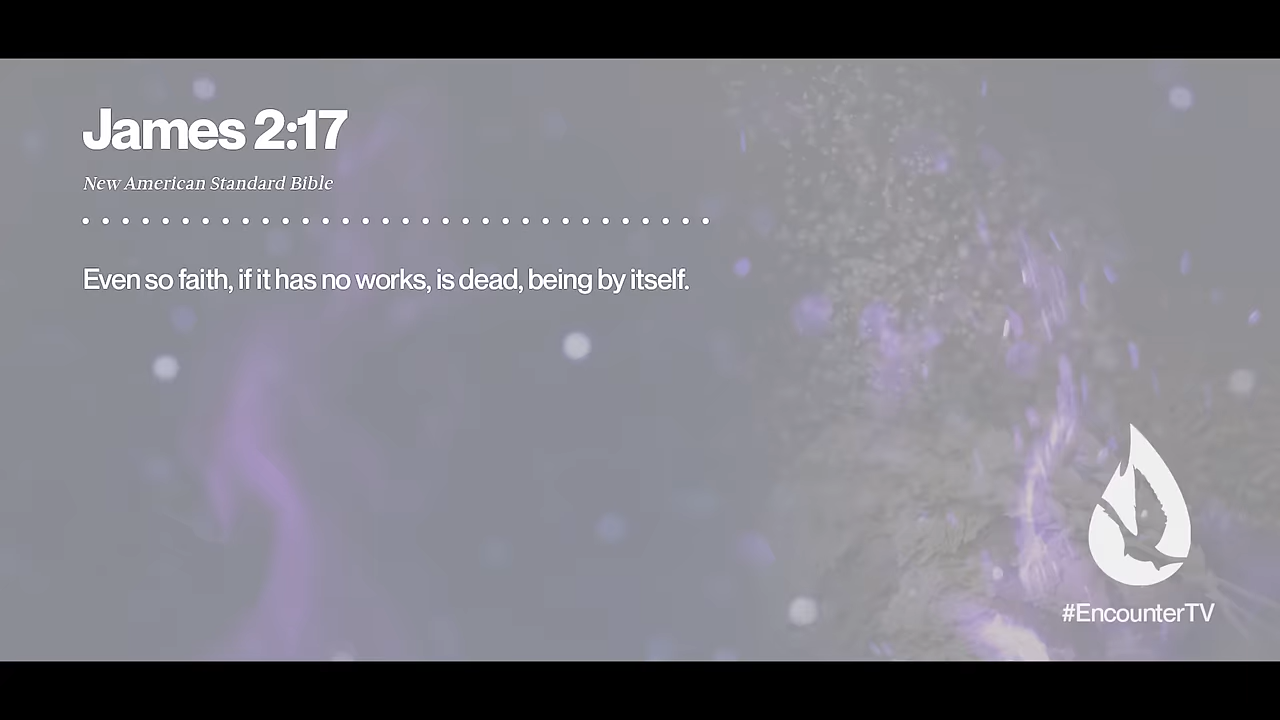 James 2:17
New American Standard Bible
Even so faith, if it has no works, is dead, being by itself.
#EncounterTV